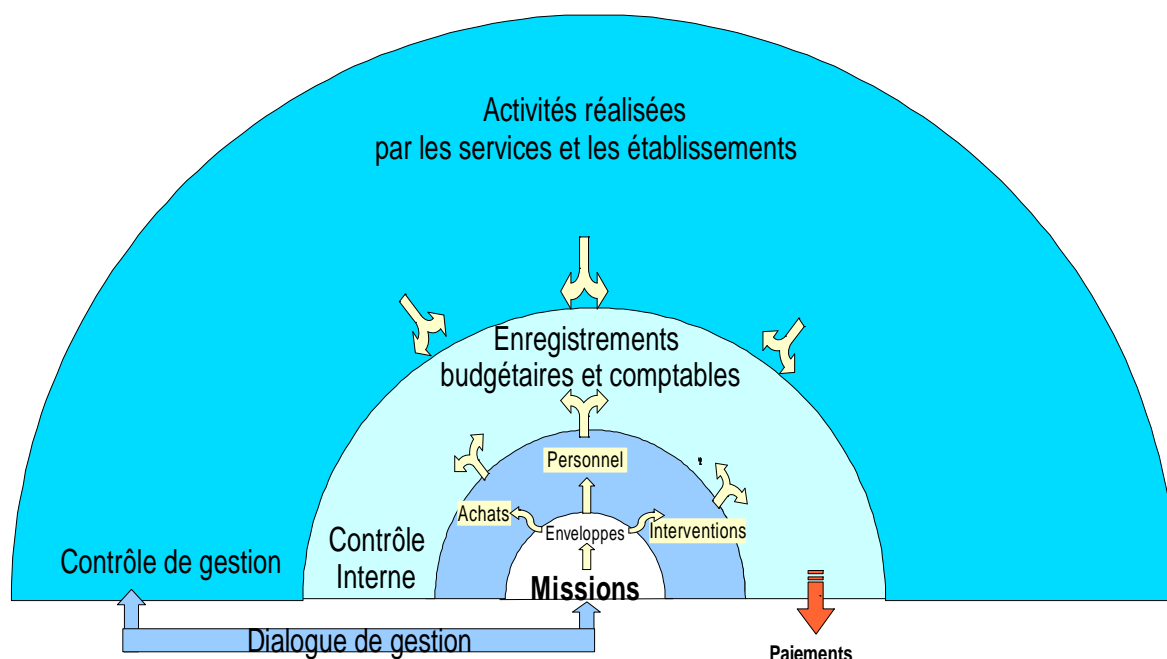 Activités réalisées
par les services et les établissements
Enregistrements
budgétaires et comptables
Personnel
Achats
Enveloppes
Interventions
Contrôle de gestion
Contrôle
Interne
Missions
Dialogue de gestion
Paiements